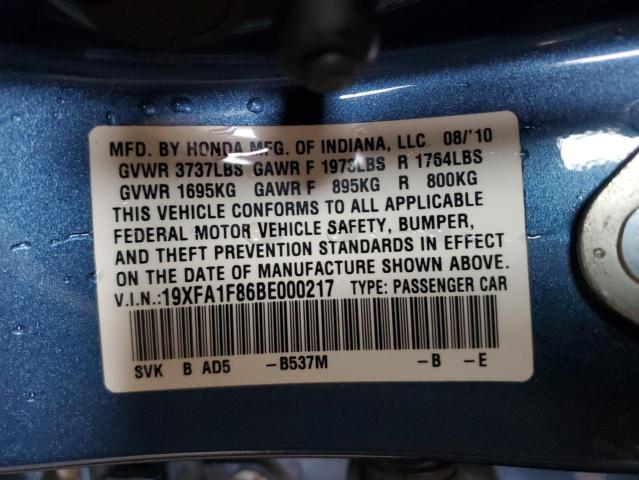 MFD. BY HONDA MFG. OF INDIANA, LLC 08/'10
GVWR 3737LBS GAWR F 1973LBS R 1764LBS
GVWR 1695KG GAWR F 895KG R 800KG
THIS VEHICLE CONFORMS TO ALL APPLICABLE
FEDERAL MOTOR VEHICLE SAFETY, BUMPER,
AND THEFT PREVENTION STANDARDS IN EFFECT
ON THE DATE OF MANUFACTURE SHOWN ABOVE.
V.I.N.:19XFA1F86BE000217 TYPE: PASSENGER CAR
SVK B AD5 -B537M -B -E